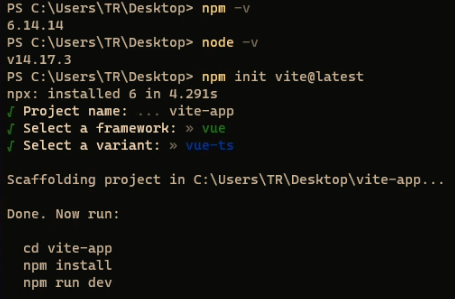 PS C:\Users\TR\Desktop> npm -v
6.14.14
PS C:\Users\TR\Desktop> node -v
v14.17.3
PS C:\Users\TR\Desktop> npm init vite@latest
npx: installed 6 in 4.291s
√ Project name: ... vite-app
√ Select a framework: » vue
√ Select a variant: » vue-ts
Scaffolding project in C:\Users\TR\Desktop\vite-app...
Done. Now run:
cd vite-app
npm install
npm run dev